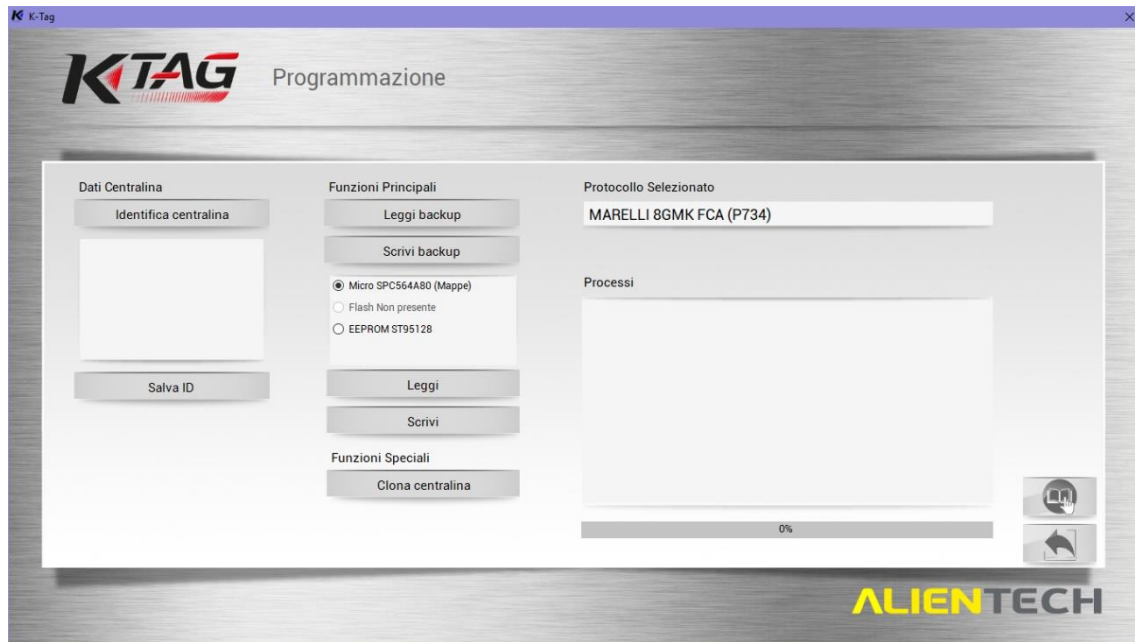 K K-Tag
KTAG
Programmazione
Dati Centralina
Identifica centralina
Salva ID
Funzioni Principali
Leggi backup
Scrivi backup
Micro SPC564A80 (Mappe)
Flash Non presente
EEPROM ST95128
Leggi
Scrivi
Funzioni Speciali
Clona centralina
Protocollo Selezionato
MARELLI 8GMK FCA (P734)
Processi
0%
ALIENTECH